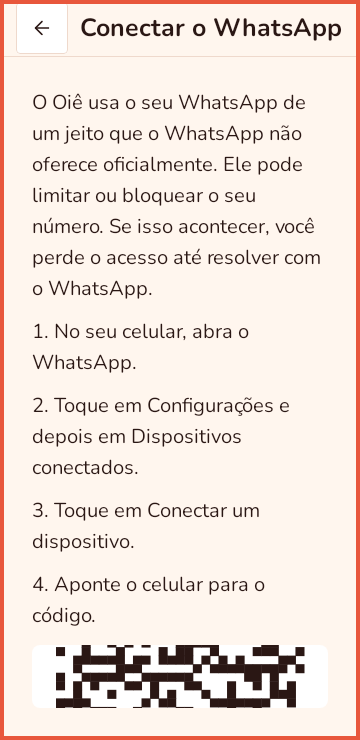 Conectar o WhatsApp
O Oiê usa o seu WhatsApp de
um jeito que o WhatsApp não
oferece oficialmente. Ele pode
limitar ou bloquear o seu
número. Se isso acontecer, você
perde o acesso até resolver com
o WhatsApp.
1. No seu celular, abra o
WhatsApp.
2. Toque em Configurações e
depois em Dispositivos
conectados.
3. Toque em Conectar um
dispositivo.
4. Aponte o celular para o
código.